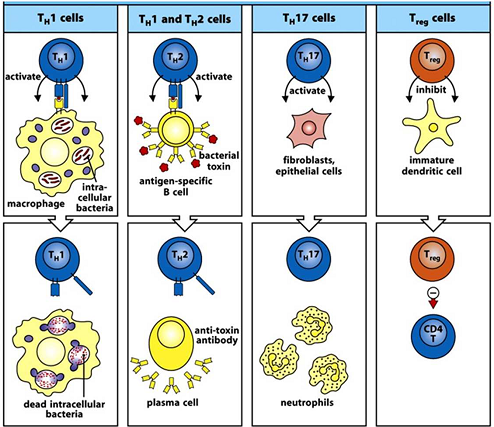 TH1 cells
TH1 and TH2 cells
TH17 cells
Treg cells
TH1
activate
macrophage
intra-
cellular
bacteria
TH2
activate
bacterial
toxin
antigen-specific
B cell
TH17
activate
fibroblasts,
epithelial cells
Treg
inhibit
immature
dendritic cell
TH1
dead intracellular
bacteria
TH2
anti-toxin
antibody
plasma cell
TH17
neutrophils
Treg
−
CD4
T